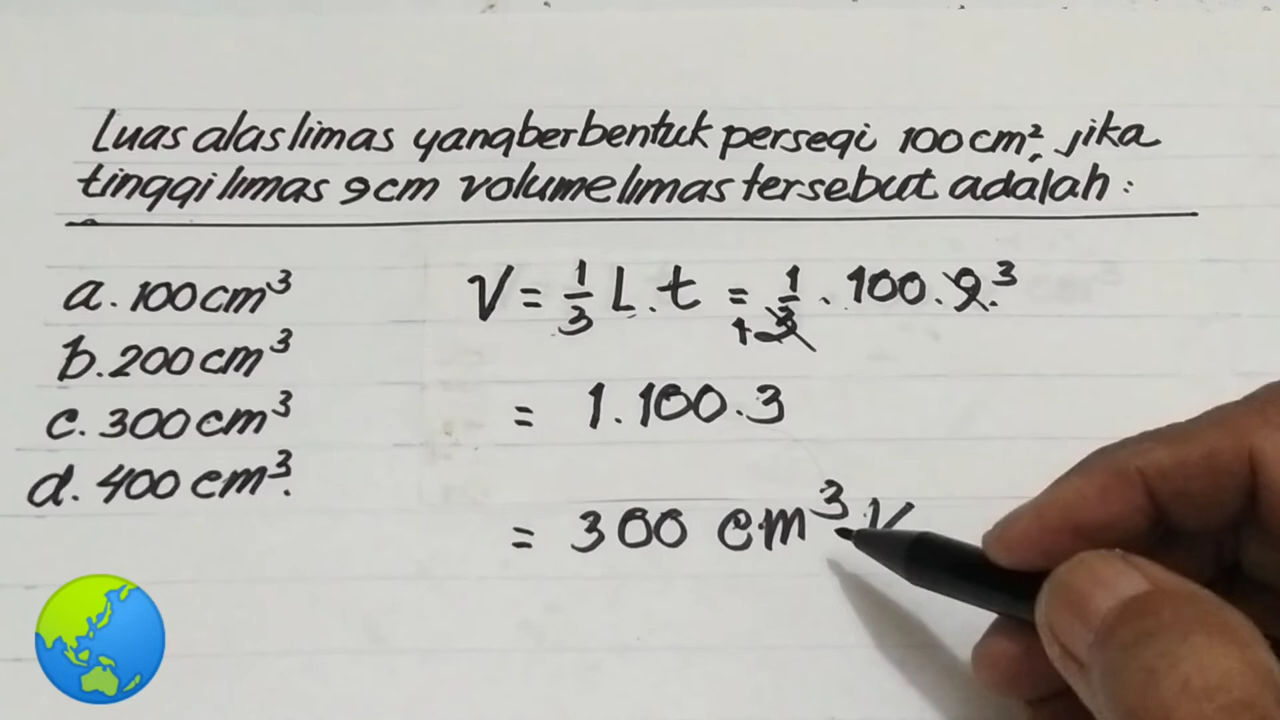 Luas alas limas yang berbentuk persegi 100 cm², jika
tinggi limas 9 cm volume limas tersebut adalah :
a. 100 cm³
b. 200 cm³
c. 300 cm³
d. 400 cm³.
V = 1/3 L . t = 1/3 . 100 . 9 . ³
1
= 1 . 100 . 3
= 300 cm³ V